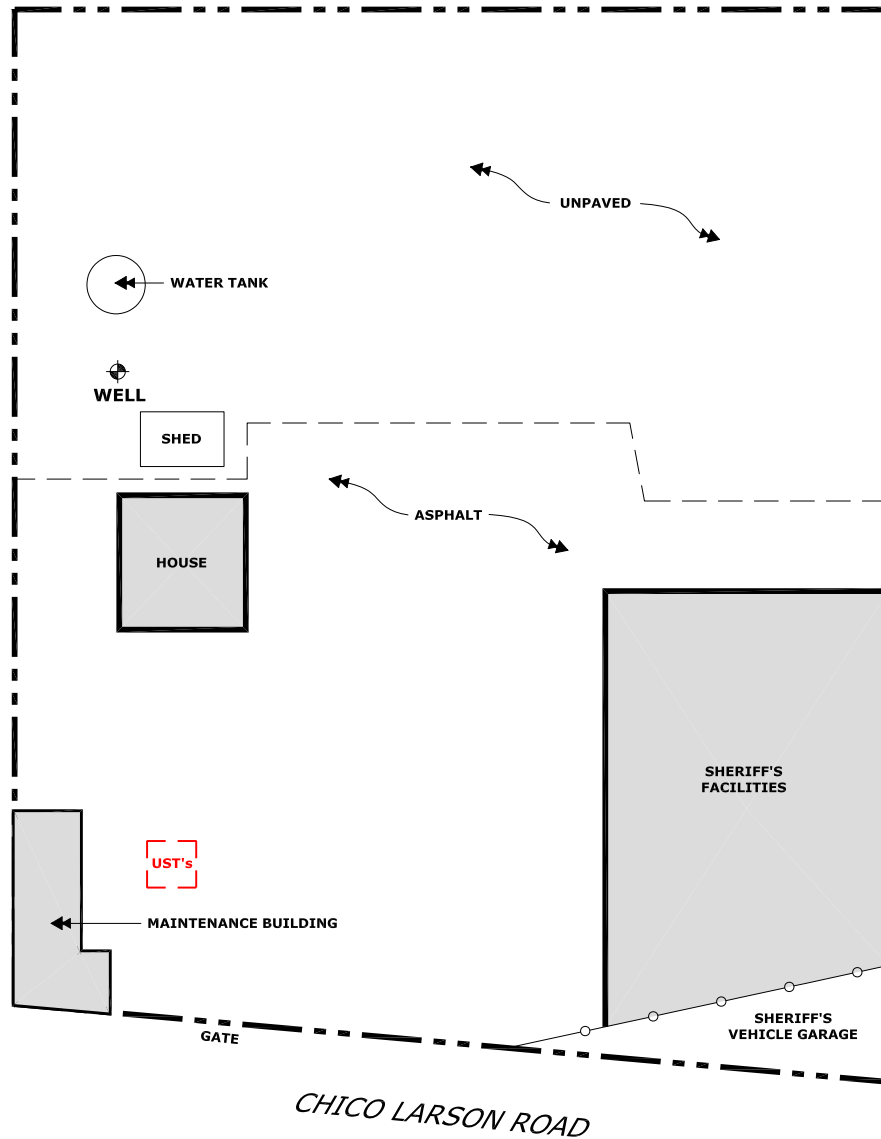 UNPAVED
WATER TANK
WELL
SHED
ASPHALT
HOUSE
SHERIFF'S
FACILITIES
UST's
MAINTENANCE BUILDING
SHERIFF'S
VEHICLE GARAGE
GATE
CHICO LARSON ROAD